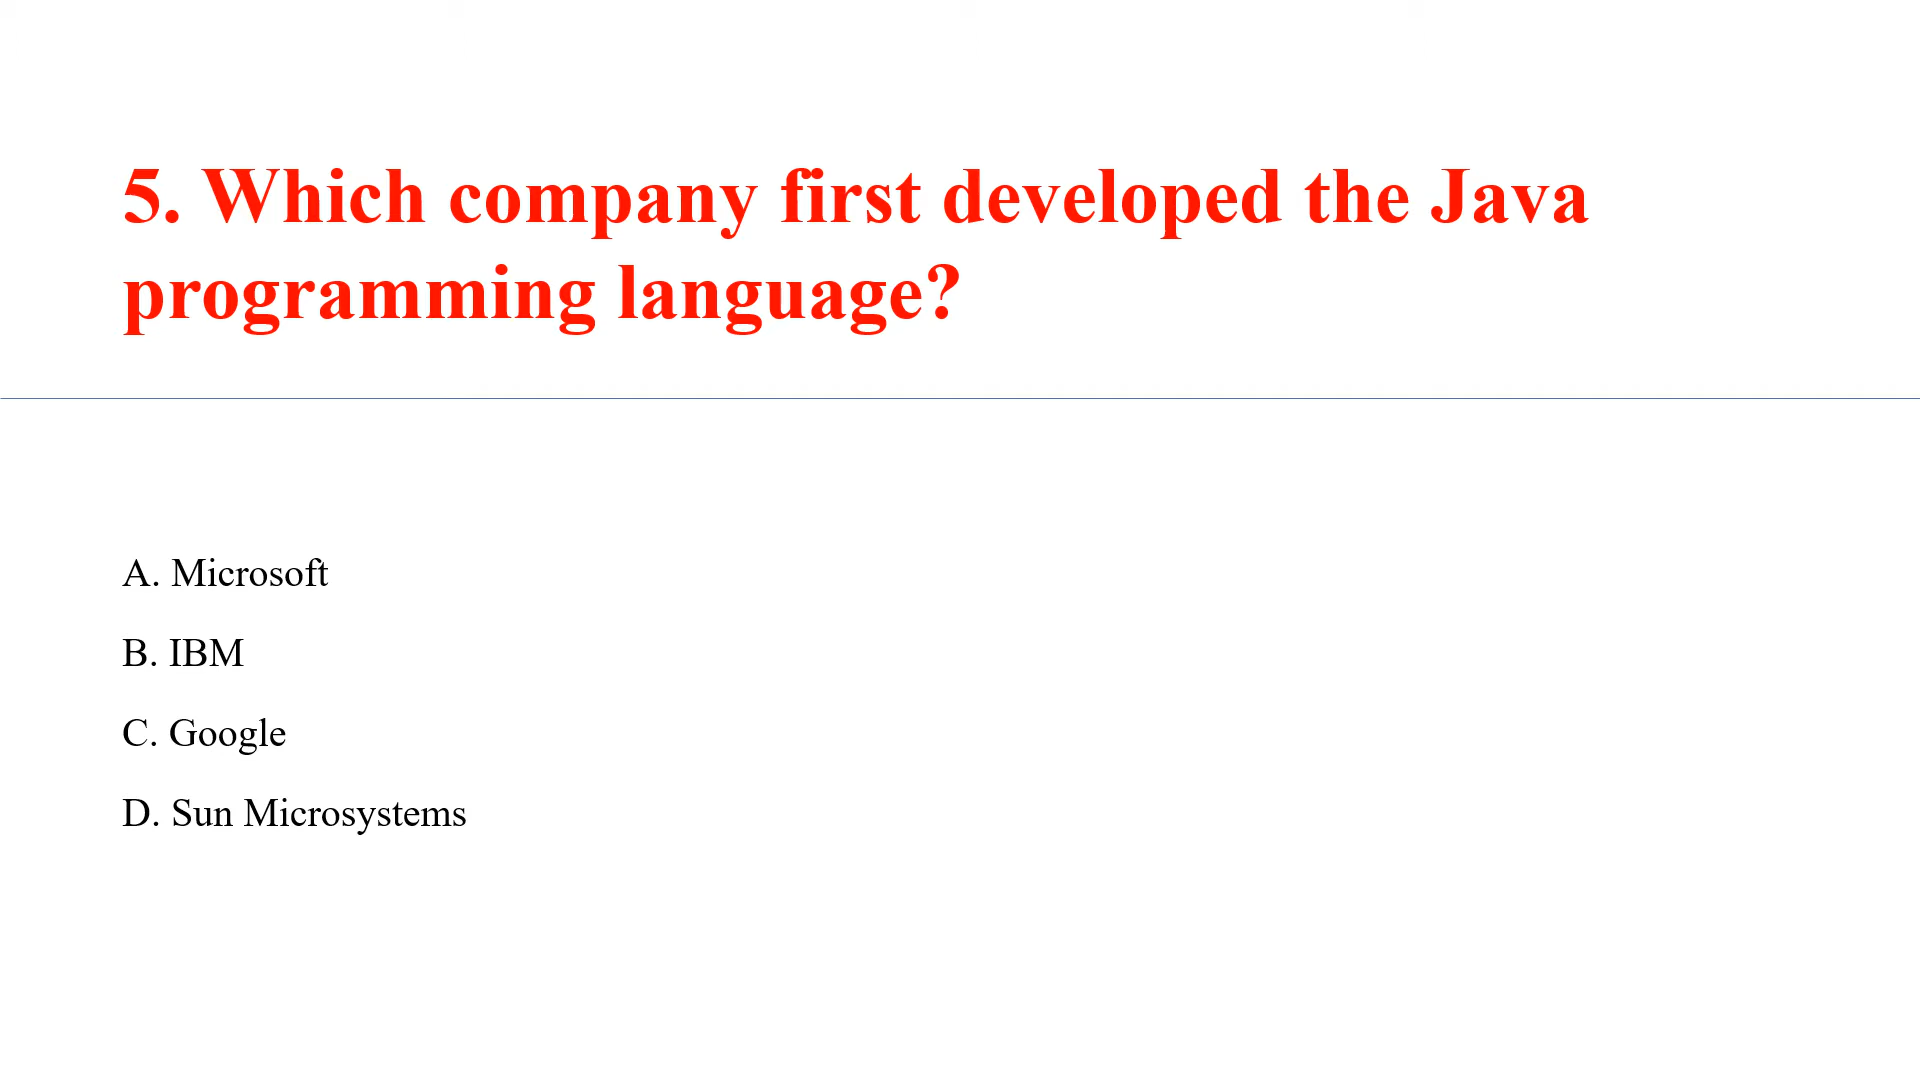 5. Which company first developed the Java
programming language?
A. Microsoft
B. IBM
C. Google
D. Sun Microsystems